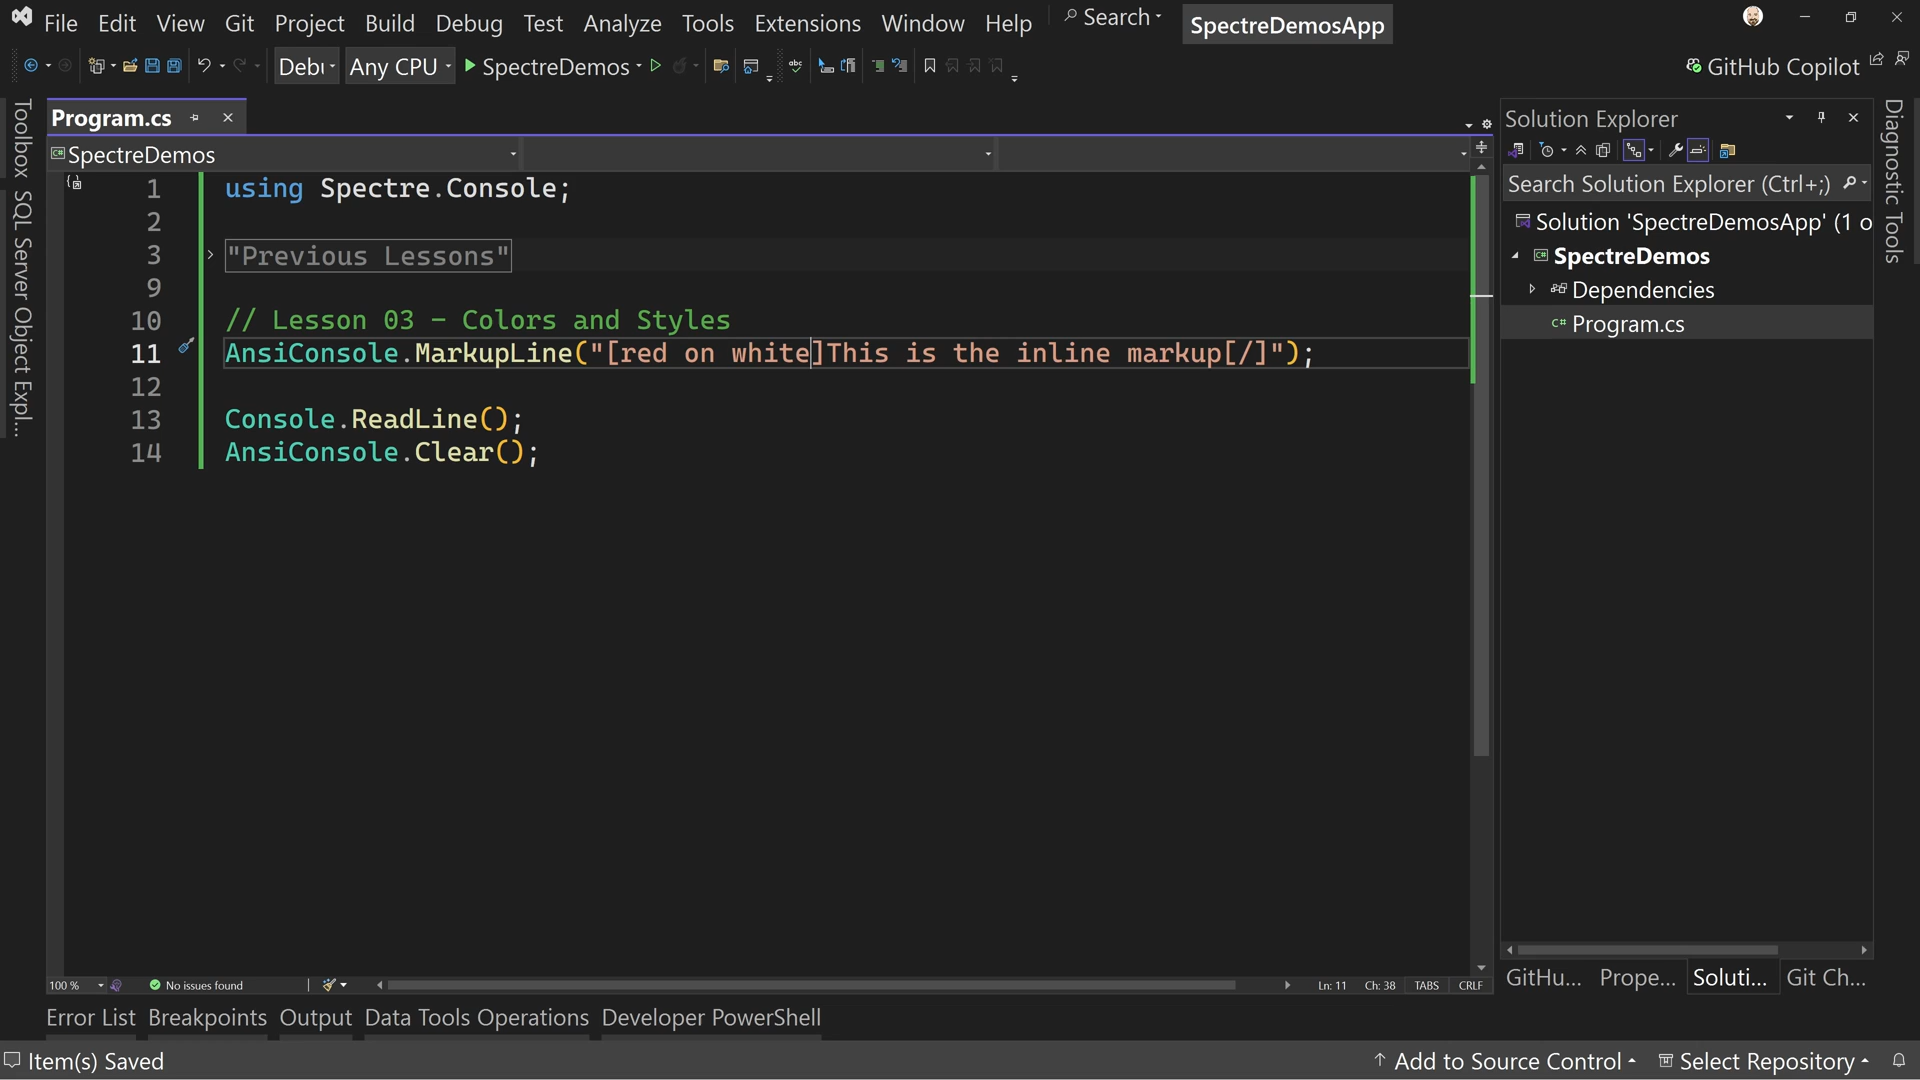 File Edit View Git Project Build Debug Test Analyze Tools Extensions Window Help Search SpectreDemosApp
Debu Any CPU SpectreDemos GitHub Copilot
Toolbox
SQL Server Object Expl...
Program.cs
SpectreDemos
1 using Spectre.Console;
2
3 "Previous Lessons"
9
10 // Lesson 03 - Colors and Styles
11 AnsiConsole.MarkupLine("[red on white]This is the inline markup[/]");
12
13 Console.ReadLine();
14 AnsiConsole.Clear();
100 % No issues found Ln: 11 Ch: 38 TABS CRLF
Solution Explorer
Search Solution Explorer (Ctrl+;)
Solution 'SpectreDemosApp' (1 o
C# SpectreDemos
Dependencies
C# Program.cs
GitHu... Prope... Soluti... Git Ch...
Diagnostic Tools
Error List Breakpoints Output Data Tools Operations Developer PowerShell
Item(s) Saved Add to Source Control Select Repository